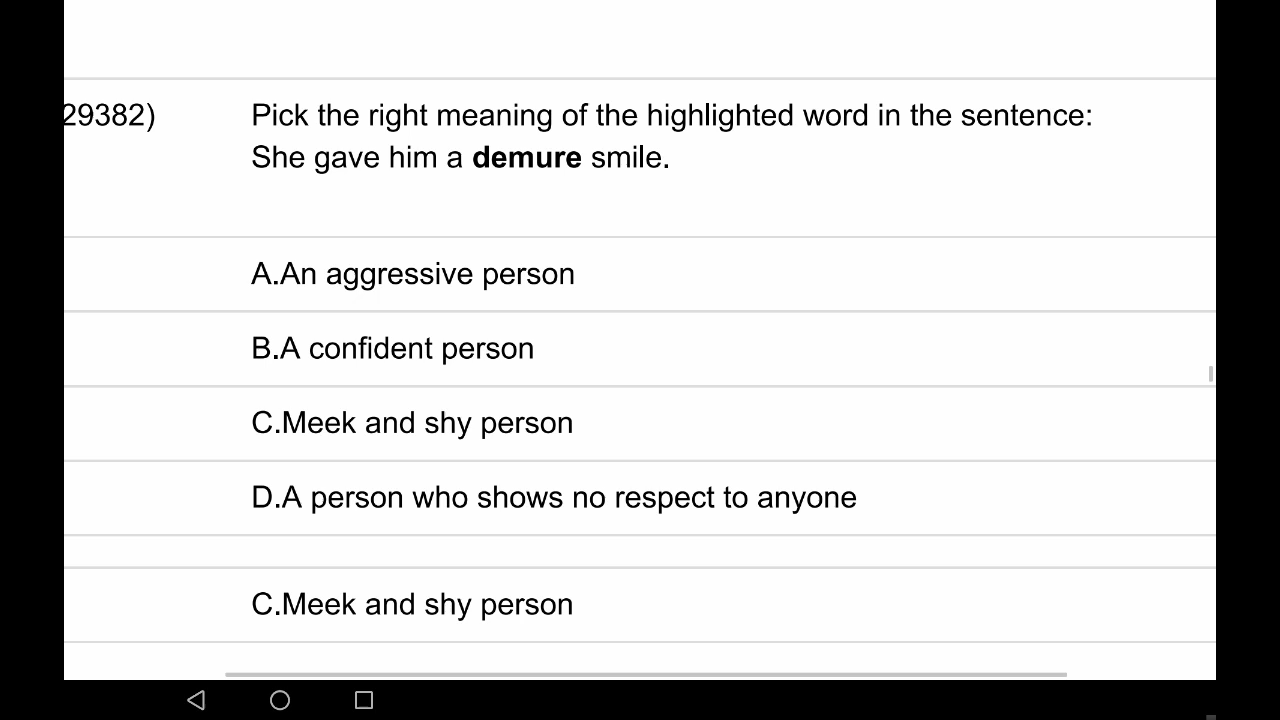 29382)
Pick the right meaning of the highlighted word in the sentence:
She gave him a demure smile.
A.An aggressive person
B.A confident person
C.Meek and shy person
D.A person who shows no respect to anyone
C.Meek and shy person